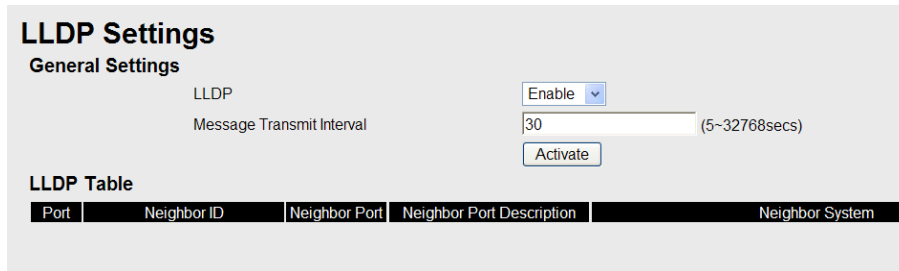 LLDP Settings
General Settings
LLDP Enable
Message Transmit Interval 30 (5~32768secs)
Activate
LLDP Table
Port Neighbor ID Neighbor Port Neighbor Port Description Neighbor System